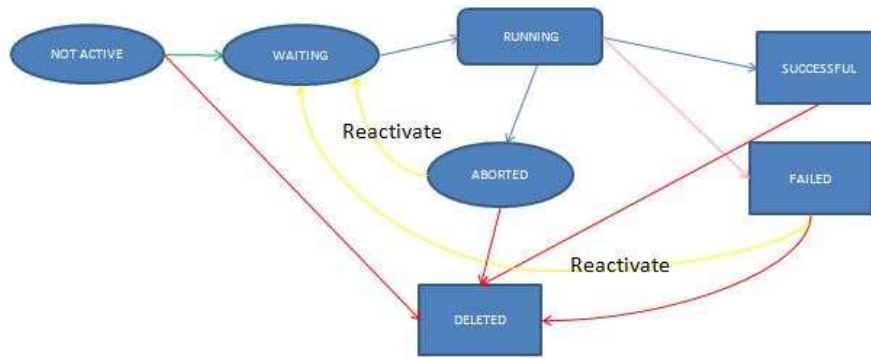 RUNNING
NOT ACTIVE
WAITING
SUCCESSFUL
Reactivate
ABORTED
FAILED
Reactivate
DELETED